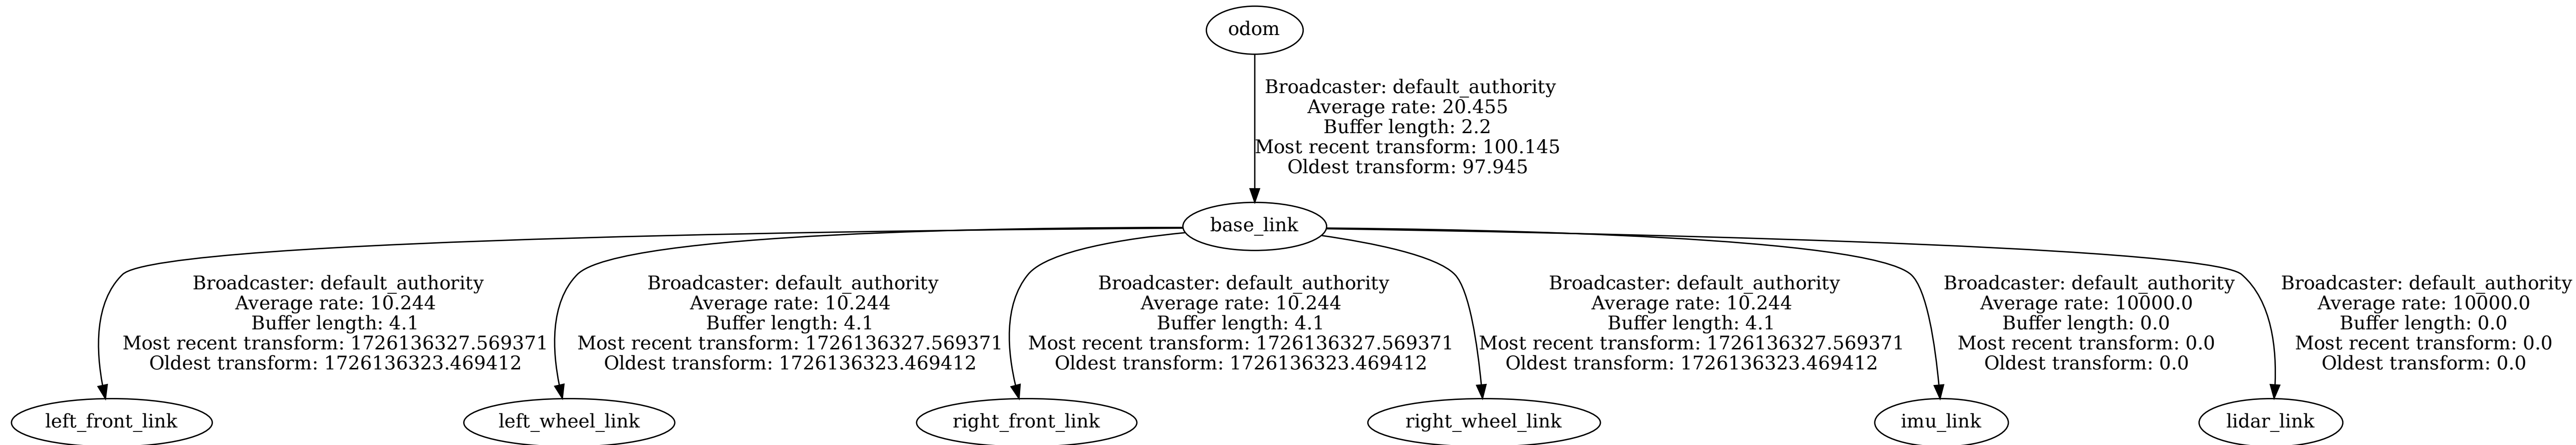 odom
Broadcaster: default_authority
Average rate: 20.455
Buffer length: 2.2
Most recent transform: 100.145
Oldest transform: 97.945
base_link
Broadcaster: default_authority
Average rate: 10.244
Buffer length: 4.1
Most recent transform: 1726136327.569371
Oldest transform: 1726136323.469412
Broadcaster: default_authority
Average rate: 10.244
Buffer length: 4.1
Most recent transform: 1726136327.569371
Oldest transform: 1726136323.469412
Broadcaster: default_authority
Average rate: 10.244
Buffer length: 4.1
Most recent transform: 1726136327.569371
Oldest transform: 1726136323.469412
Broadcaster: default_authority
Average rate: 10.244
Buffer length: 4.1
Most recent transform: 1726136327.569371
Oldest transform: 1726136323.469412
Broadcaster: default_authority
Average rate: 10000.0
Buffer length: 0.0
Most recent transform: 0.0
Oldest transform: 0.0
Broadcaster: default_authority
Average rate: 10000.0
Buffer length: 0.0
Most recent transform: 0.0
Oldest transform: 0.0
left_front_link
left_wheel_link
right_front_link
right_wheel_link
imu_link
lidar_link